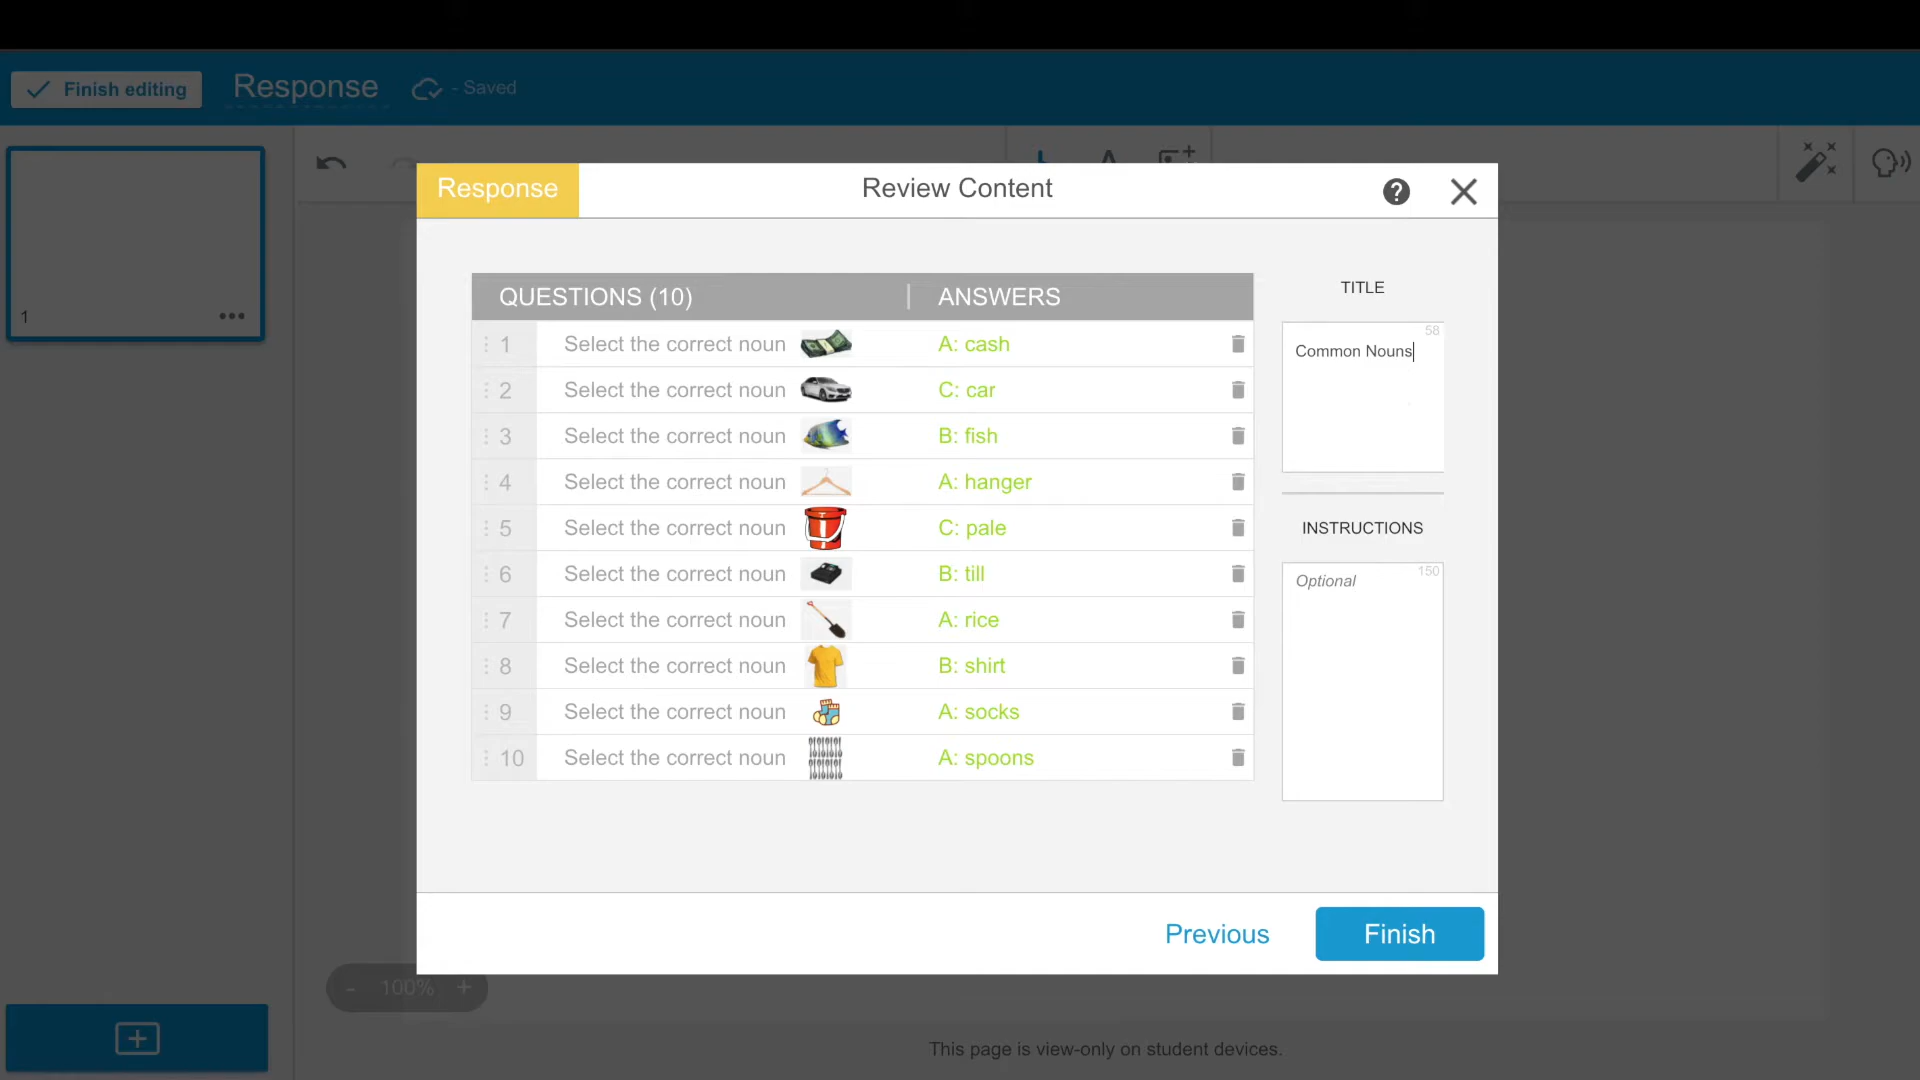 Finish editing
Response
- Saved
Response
Review Content
?
QUESTIONS (10)
ANSWERS
1 Select the correct noun A: cash
2 Select the correct noun C: car
3 Select the correct noun B: fish
4 Select the correct noun A: hanger
5 Select the correct noun C: pale
6 Select the correct noun B: till
7 Select the correct noun A: rice
8 Select the correct noun B: shirt
9 Select the correct noun A: socks
10 Select the correct noun A: spoons
TITLE
58
Common Nouns
INSTRUCTIONS
150
Optional
Previous
Finish
1
- 100% +
This page is view-only on student devices.